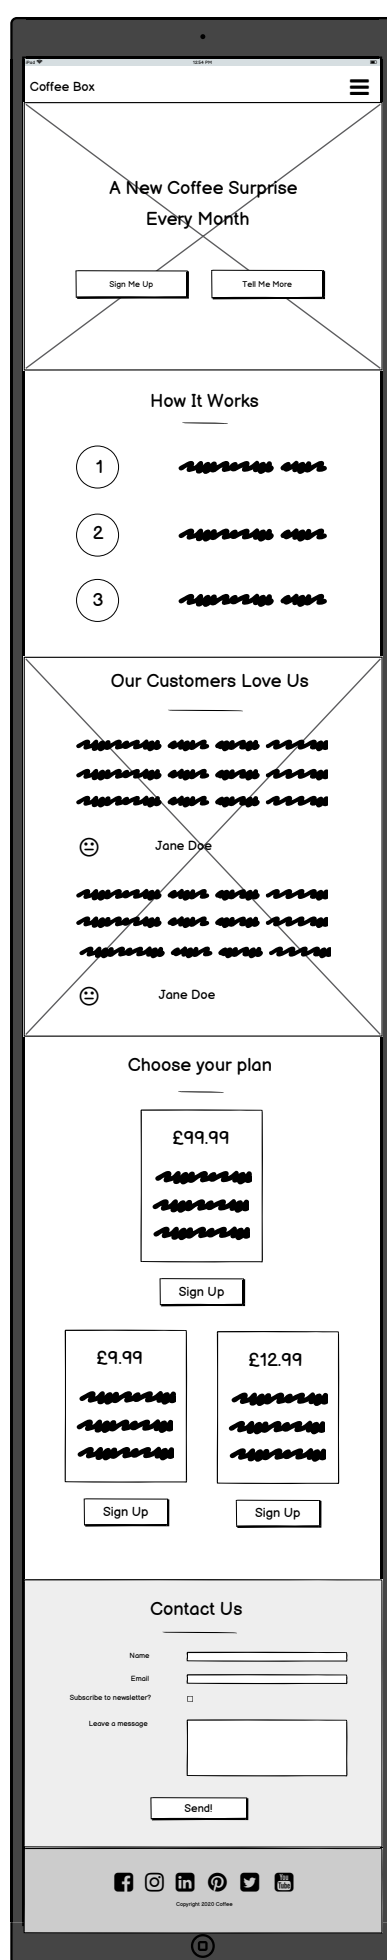 iPad 12:54 PM
Coffee Box
A New Coffee Surprise
Every Month
Sign Me Up Tell Me More
How It Works
1
2
3
Our Customers Love Us
Jane Doe
Jane Doe
Choose your plan
£99.99
Sign Up
£9.99 £12.99
Sign Up Sign Up
Contact Us
Name
Email
Subscribe to newsletter?
Leave a message
Send!
You
Tube
Copyright 2020 Coffee